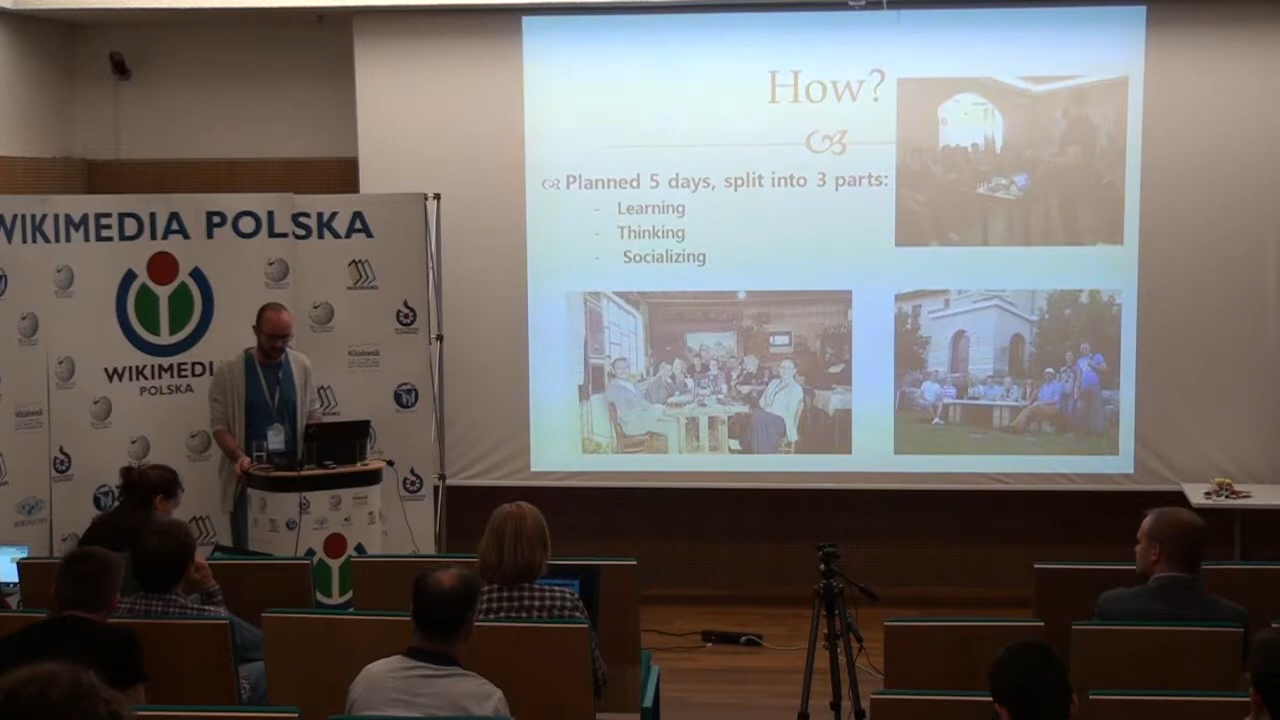 How?
Planned 5 days, split into 3 parts:
- Learning
- Thinking
- Socializing
WIKIMEDIA POLSKA
WIKIMEDI
POLSKA